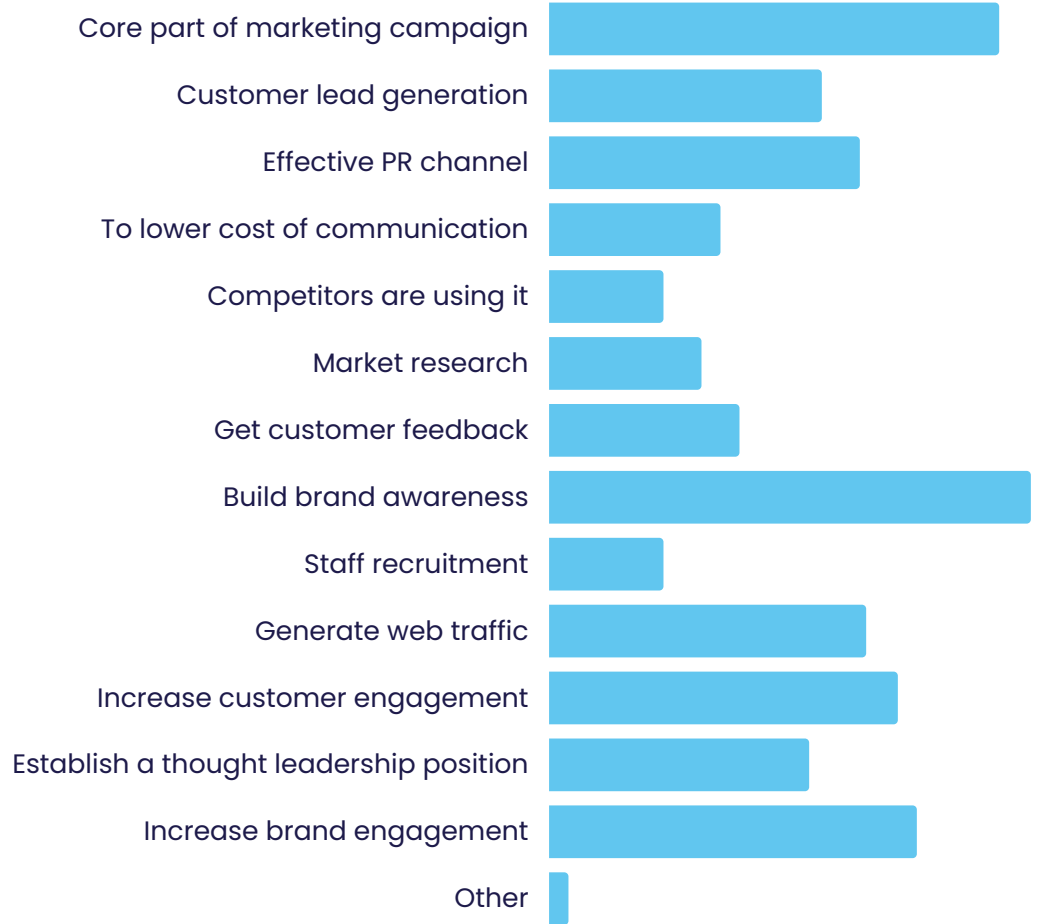 Core part of marketing campaign
Customer lead generation
Effective PR channel
To lower cost of communication
Competitors are using it
Market research
Get customer feedback
Build brand awareness
Staff recruitment
Generate web traffic
Increase customer engagement
Establish a thought leadership position
Increase brand engagement
Other